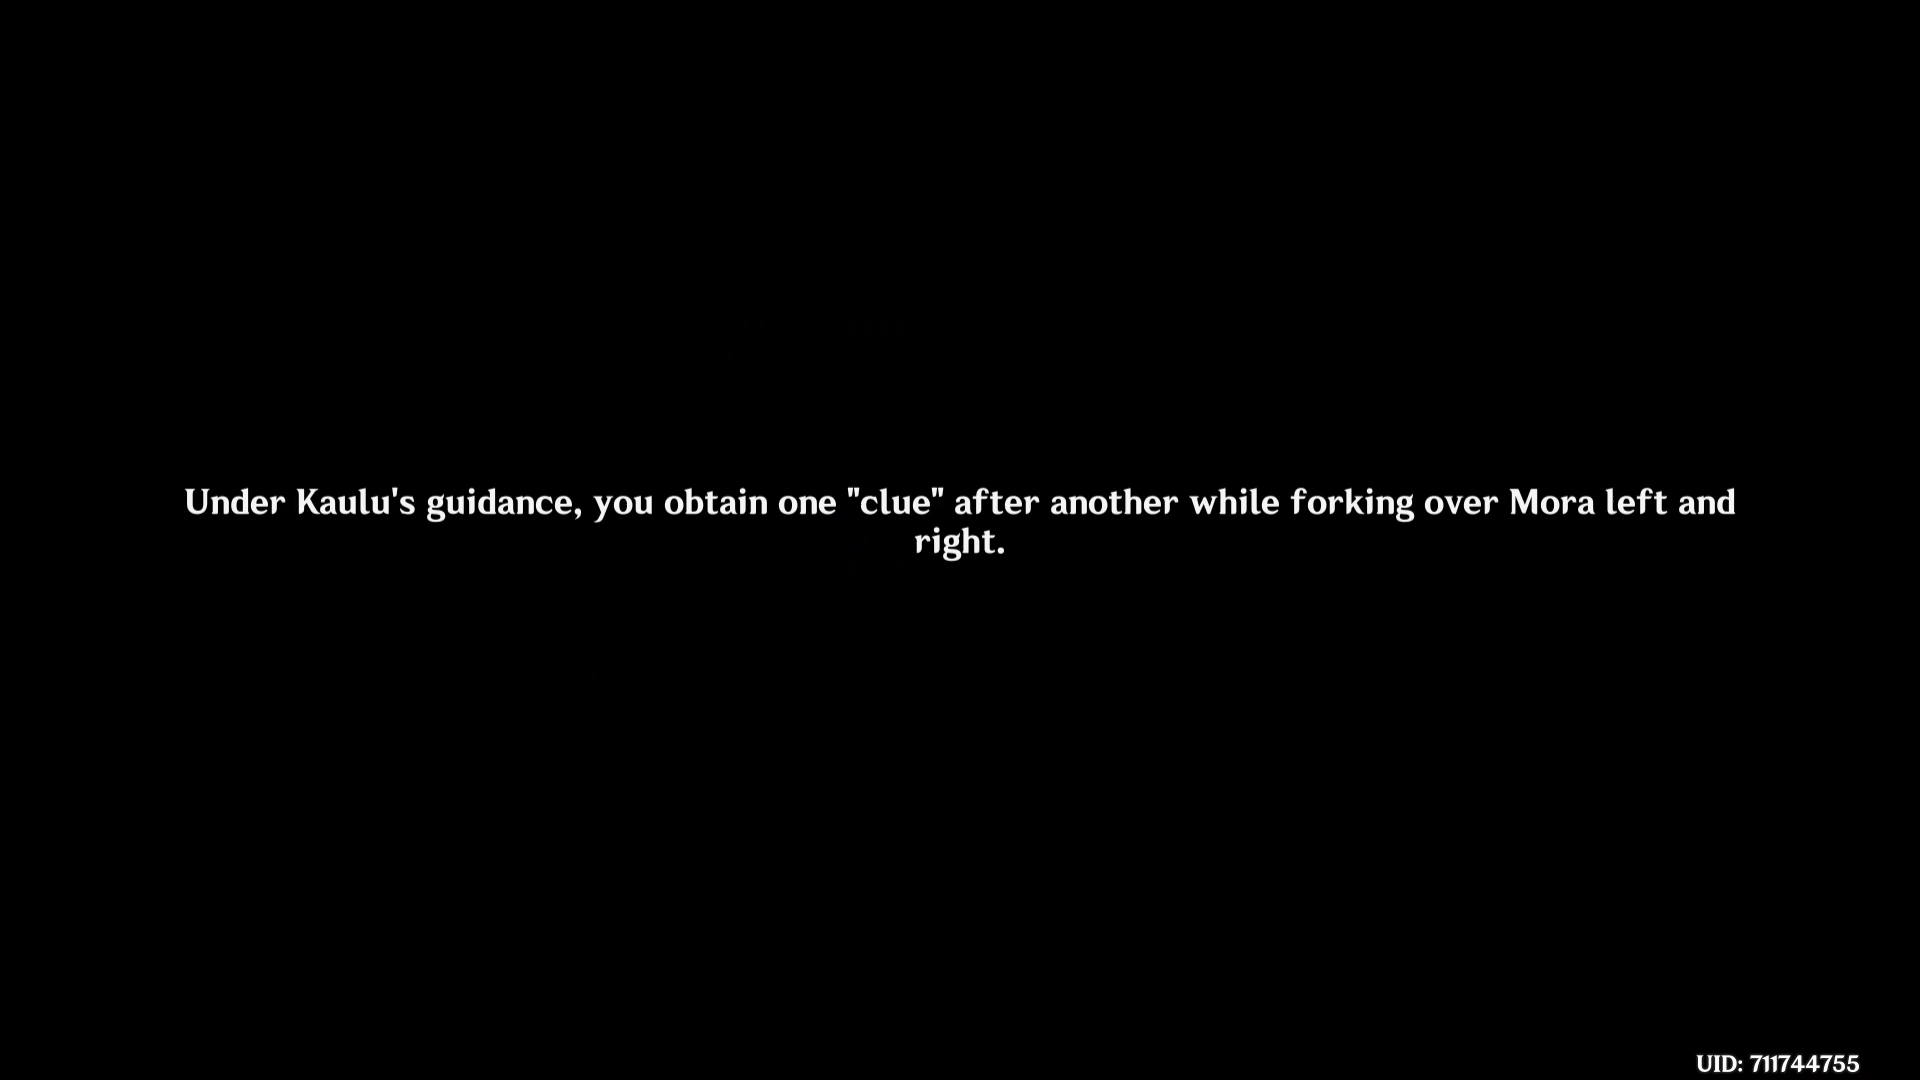 Under Kaulu's guidance, you obtain one "clue" after another while forking over Mora left and
right.
UID: 711744755